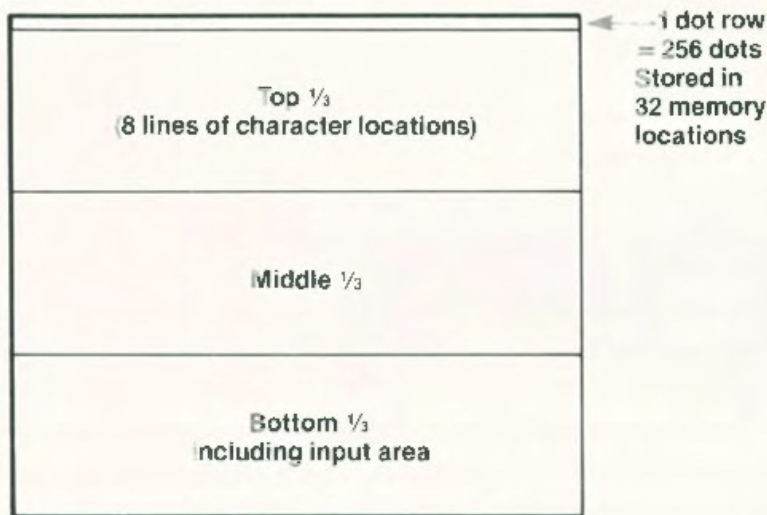 1 dot row
= 256 dots
Stored in
32 memory
locations
Top ⅓
(8 lines of character locations)
Middle ⅓
Bottom ⅓
including input area